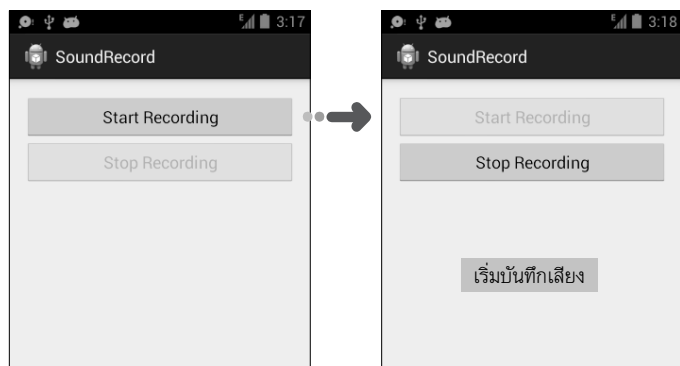 E 3:17
SoundRecord
Start Recording
Stop Recording
E 3:18
SoundRecord
Start Recording
Stop Recording
เริ่มบันทึกเสียง